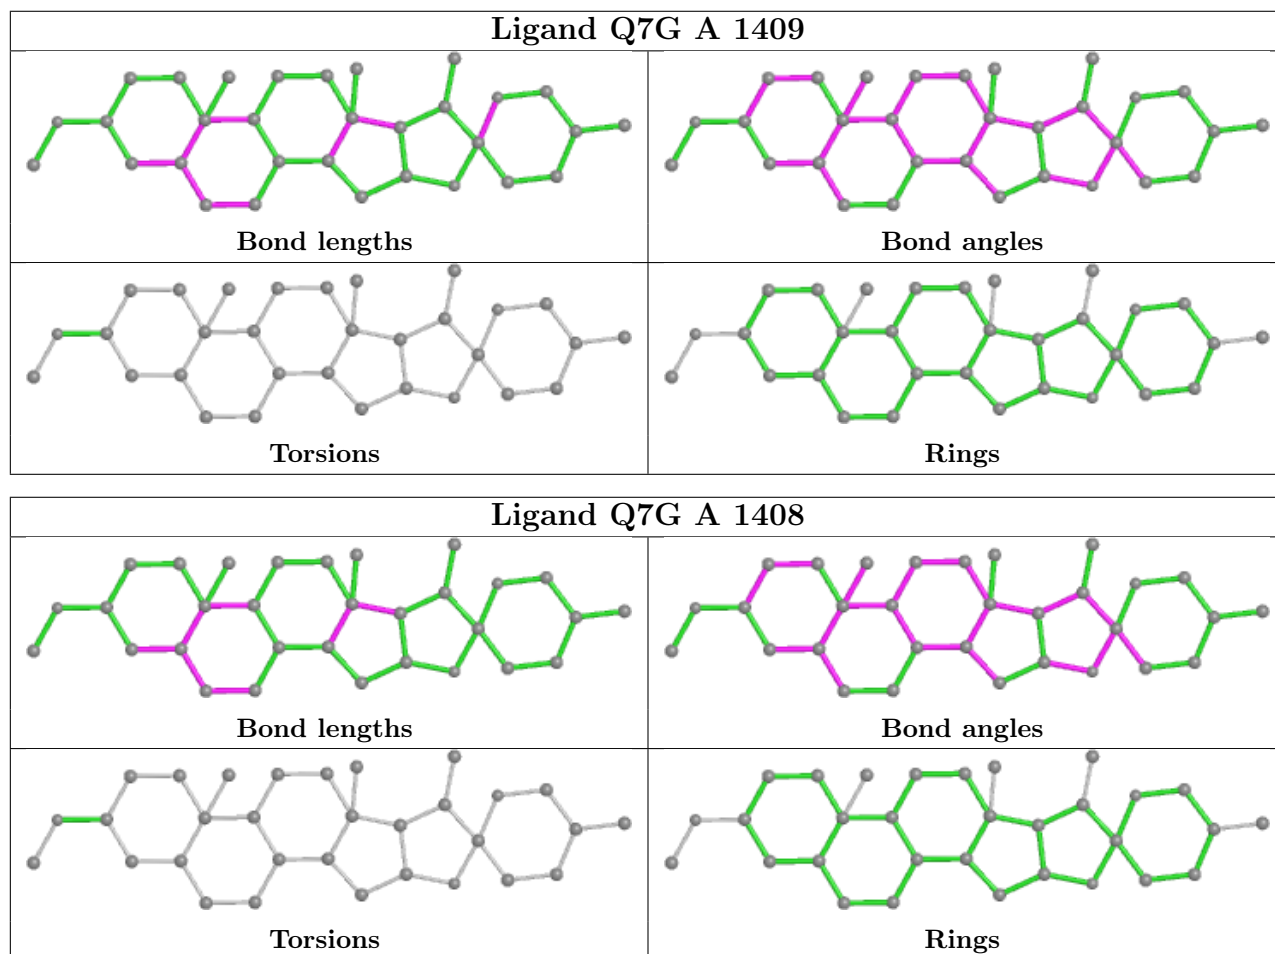 Ligand Q7G A 1409
Bond lengths
Bond angles
Torsions
Rings
Ligand Q7G A 1408
Bond lengths
Bond angles
Torsions
Rings